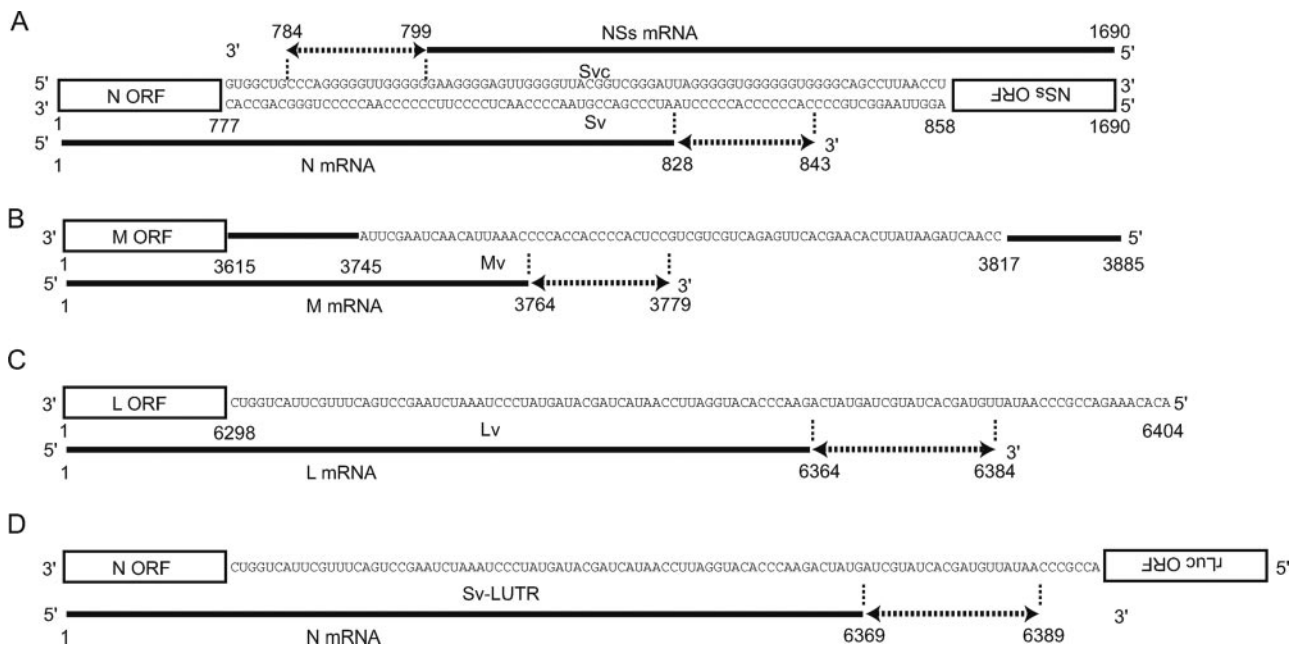 A
784 799 NSs mRNA 1690
3' 5'
Svc
5' GUGGCUGCCCAGGGGGUUGGGGGGAAGGGGAGUUGGGGUUACGGUCGGGAUUAGGGGGUGGGGGGUGGGGCAGCCUUAACCU 3'
N ORF NSs ORF
3' CACCGACGGGUCCCCCAACCCCCCUUCCCCUCAACCCCAAUGCCAGCCCUAAUCCCCCACCCCCCACCCCGUCGGAAUUGGA 5'
1 777 Sv 858 1690
5' 3'
1 N mRNA 828 843
B
3' M ORF AUUCGAAUCAACAUUAAACCCCACCACCCCACUCCGUCGUCGUCAGAGUUCACGAACACUUAUAAGAUCAACC 5'
1 3615 3745 Mv 3817 3885
5' 3'
1 M mRNA 3764 3779
C
3' L ORF CUGGUCAUUCGUUUCAGUCCGAAUCUAAAUCCCUAUGAUACGAUCAUAACCUUAGGUACACCCAAGACUAUGAUCGUAUCACGAUGUUAUAACCCGCCAGAAACACA 5'
1 6298 Lv 6404
5' 3'
1 L mRNA 6364 6384
D
3' N ORF CUGGUCAUUCGUUUCAGUCCGAAUCUAAAUCCCUAUGAUACGAUCAUAACCUUAGGUACACCCAAGACUAUGAUCGUAUCACGAUGUUAUAACCCGCCA rLuc ORF 5'
Sv-LUTR
5' 3'
1 N mRNA 6369 6389